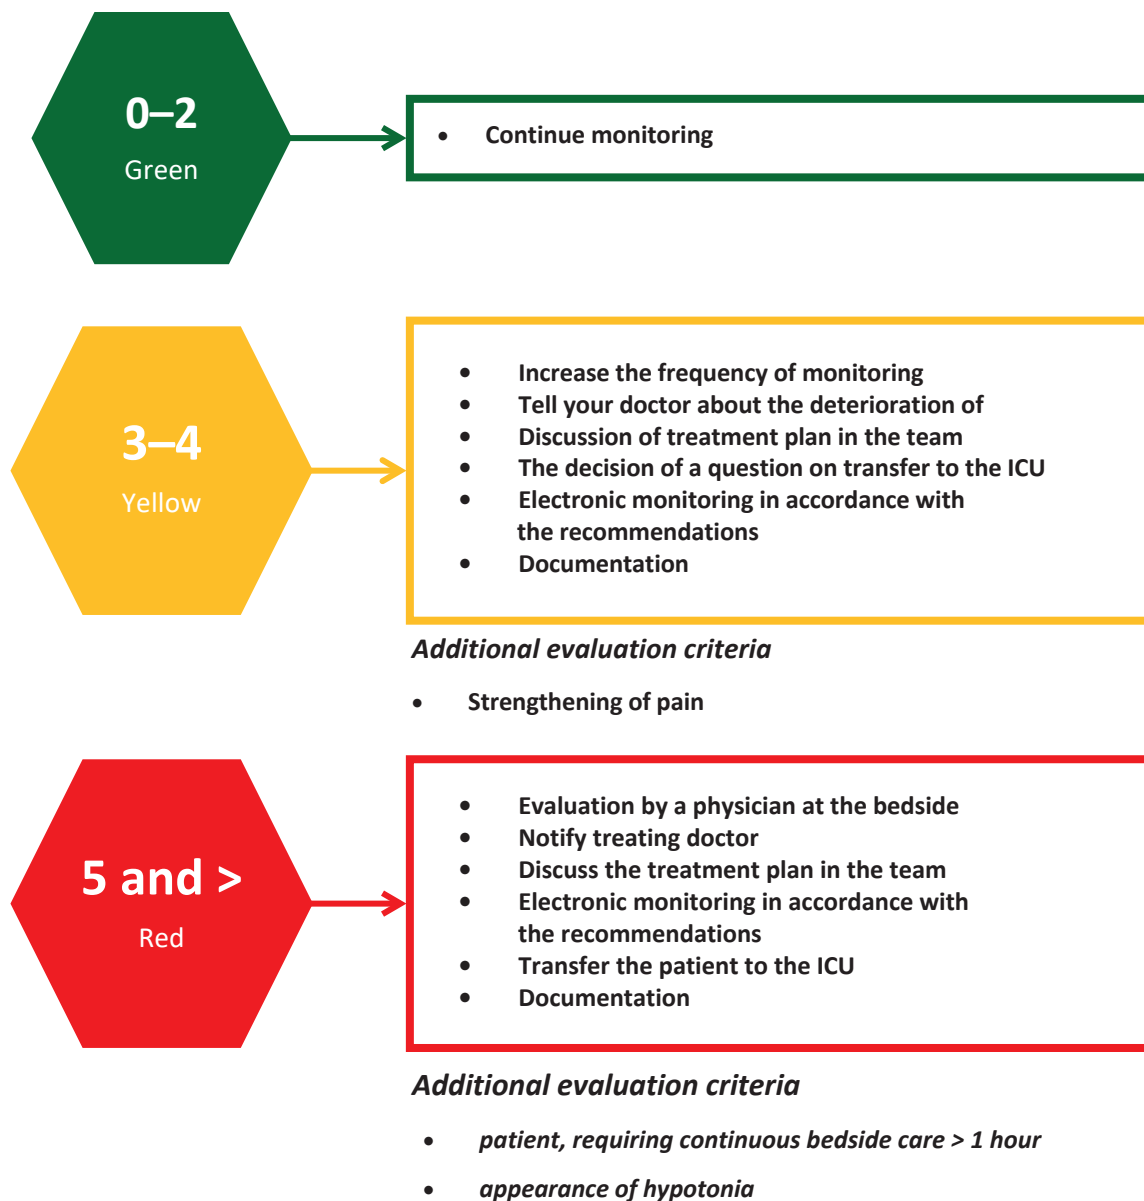 0–2
Green
• Continue monitoring
3–4
Yellow
• Increase the frequency of monitoring
• Tell your doctor about the deterioration of
• Discussion of treatment plan in the team
• The decision of a question on transfer to the ICU
• Electronic monitoring in accordance with
the recommendations
• Documentation
Additional evaluation criteria
• Strengthening of pain
5 and >
Red
• Evaluation by a physician at the bedside
• Notify treating doctor
• Discuss the treatment plan in the team
• Electronic monitoring in accordance with
the recommendations
• Transfer the patient to the ICU
• Documentation
Additional evaluation criteria
• patient, requiring continuous bedside care > 1 hour
• appearance of hypotonia